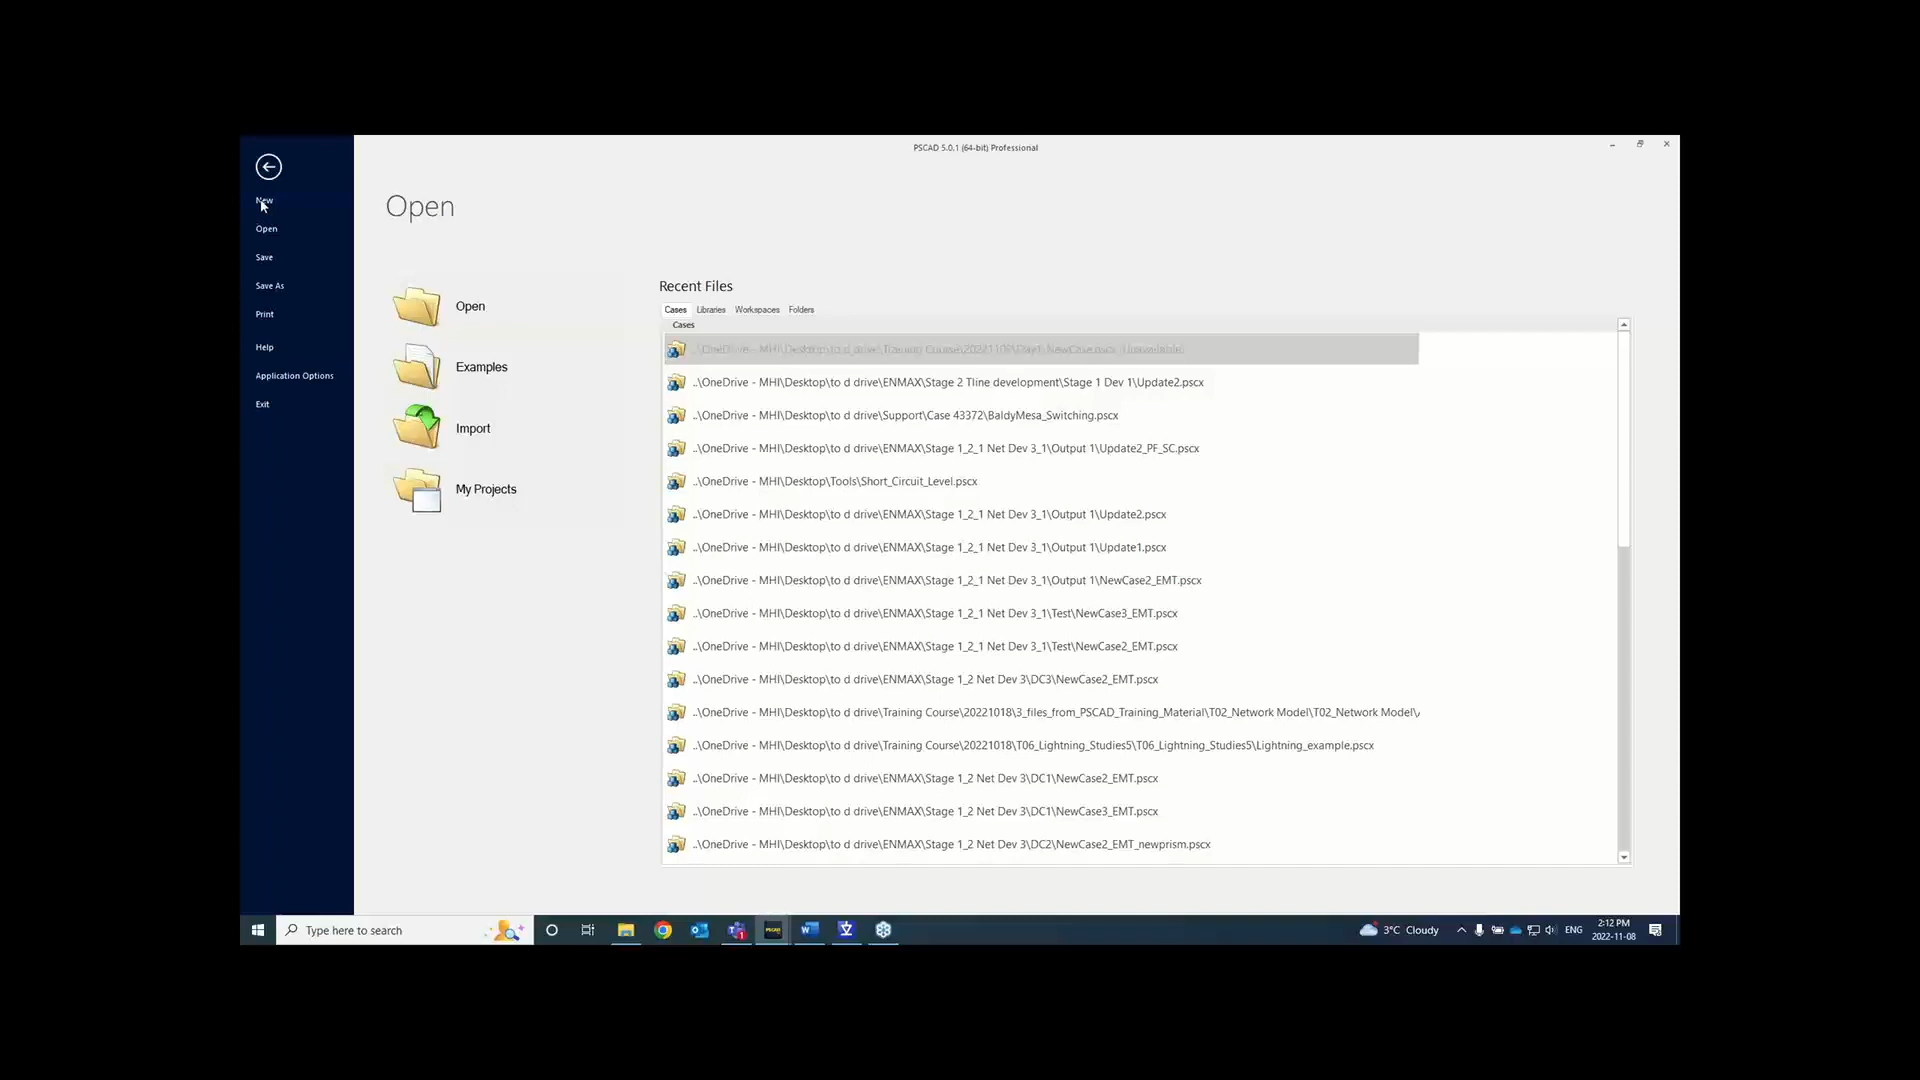 PSCAD 5.0.1 (64-bit) Professional
New
Open
Save
Save As
Print
Help
Application Options
Exit
Open
Open
Examples
Import
My Projects
Recent Files
Cases Libraries Workspaces Folders
Cases
..\OneDrive - MHI\Desktop\to d drive\Training Course\20221108\Day1\NewCase.pscx (Unavailable)
..\OneDrive - MHI\Desktop\to d drive\ENMAX\Stage 2 Tline development\Stage 1 Dev 1\Update2.pscx
..\OneDrive - MHI\Desktop\to d drive\Support\Case 43372\BaldyMesa_Switching.pscx
..\OneDrive - MHI\Desktop\to d drive\ENMAX\Stage 1_2_1 Net Dev 3_1\Output 1\Update2_PF_SC.pscx
..\OneDrive - MHI\Desktop\Tools\Short_Circuit_Level.pscx
..\OneDrive - MHI\Desktop\to d drive\ENMAX\Stage 1_2_1 Net Dev 3_1\Output 1\Update2.pscx
..\OneDrive - MHI\Desktop\to d drive\ENMAX\Stage 1_2_1 Net Dev 3_1\Output 1\Update1.pscx
..\OneDrive - MHI\Desktop\to d drive\ENMAX\Stage 1_2_1 Net Dev 3_1\Output 1\NewCase2_EMT.pscx
..\OneDrive - MHI\Desktop\to d drive\ENMAX\Stage 1_2_1 Net Dev 3_1\Test\NewCase3_EMT.pscx
..\OneDrive - MHI\Desktop\to d drive\ENMAX\Stage 1_2_1 Net Dev 3_1\Test\NewCase2_EMT.pscx
..\OneDrive - MHI\Desktop\to d drive\ENMAX\Stage 1_2 Net Dev 3\DC3\NewCase2_EMT.pscx
..\OneDrive - MHI\Desktop\to d drive\Training Course\20221018\3_files_from_PSCAD_Training_Material\T02_Network Model\T02_Network Model\
..\OneDrive - MHI\Desktop\to d drive\Training Course\20221018\T06_Lightning_Studies5\T06_Lightning_Studies5\Lightning_example.pscx
..\OneDrive - MHI\Desktop\to d drive\ENMAX\Stage 1_2 Net Dev 3\DC1\NewCase2_EMT.pscx
..\OneDrive - MHI\Desktop\to d drive\ENMAX\Stage 1_2 Net Dev 3\DC1\NewCase3_EMT.pscx
..\OneDrive - MHI\Desktop\to d drive\ENMAX\Stage 1_2 Net Dev 3\DC2\NewCase2_EMT_newprism.pscx
Type here to search
3°C Cloudy
ENG
2:12 PM
2022-11-08